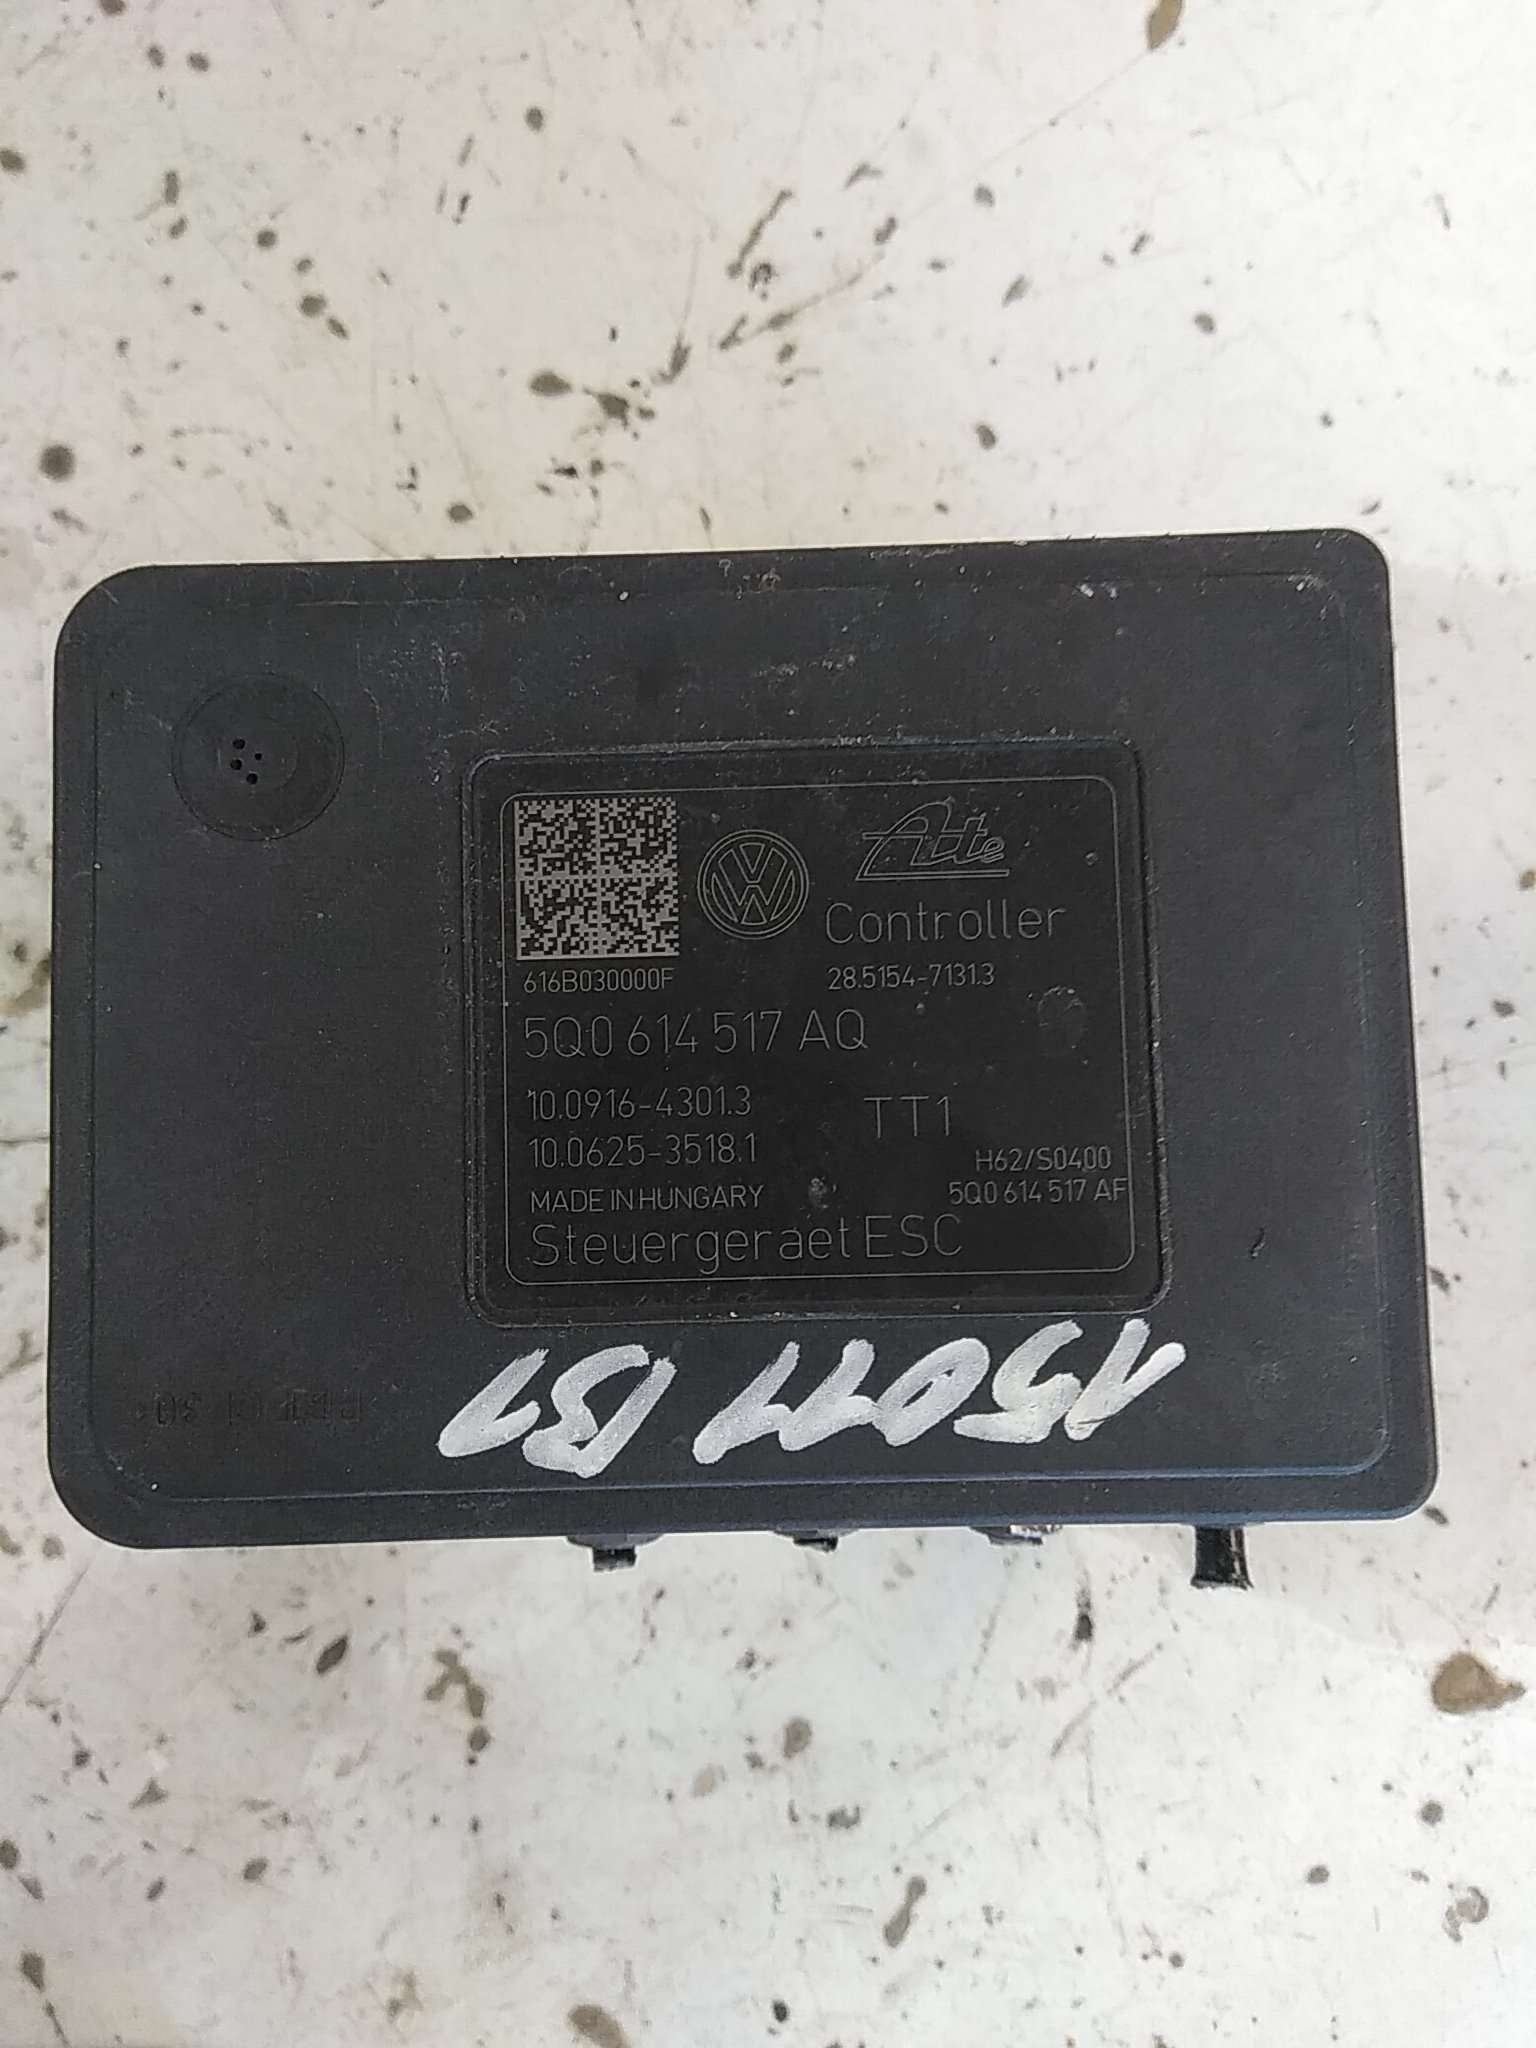 Ate
Controller
616B030000F
28.5154-7131.3
5Q0 614 517 AQ
10.0916-4301.3
TT1
10.0625-3518.1
H62/S0400
MADE IN HUNGARY
5Q0 614 517 AF
Steuergeraet ESC